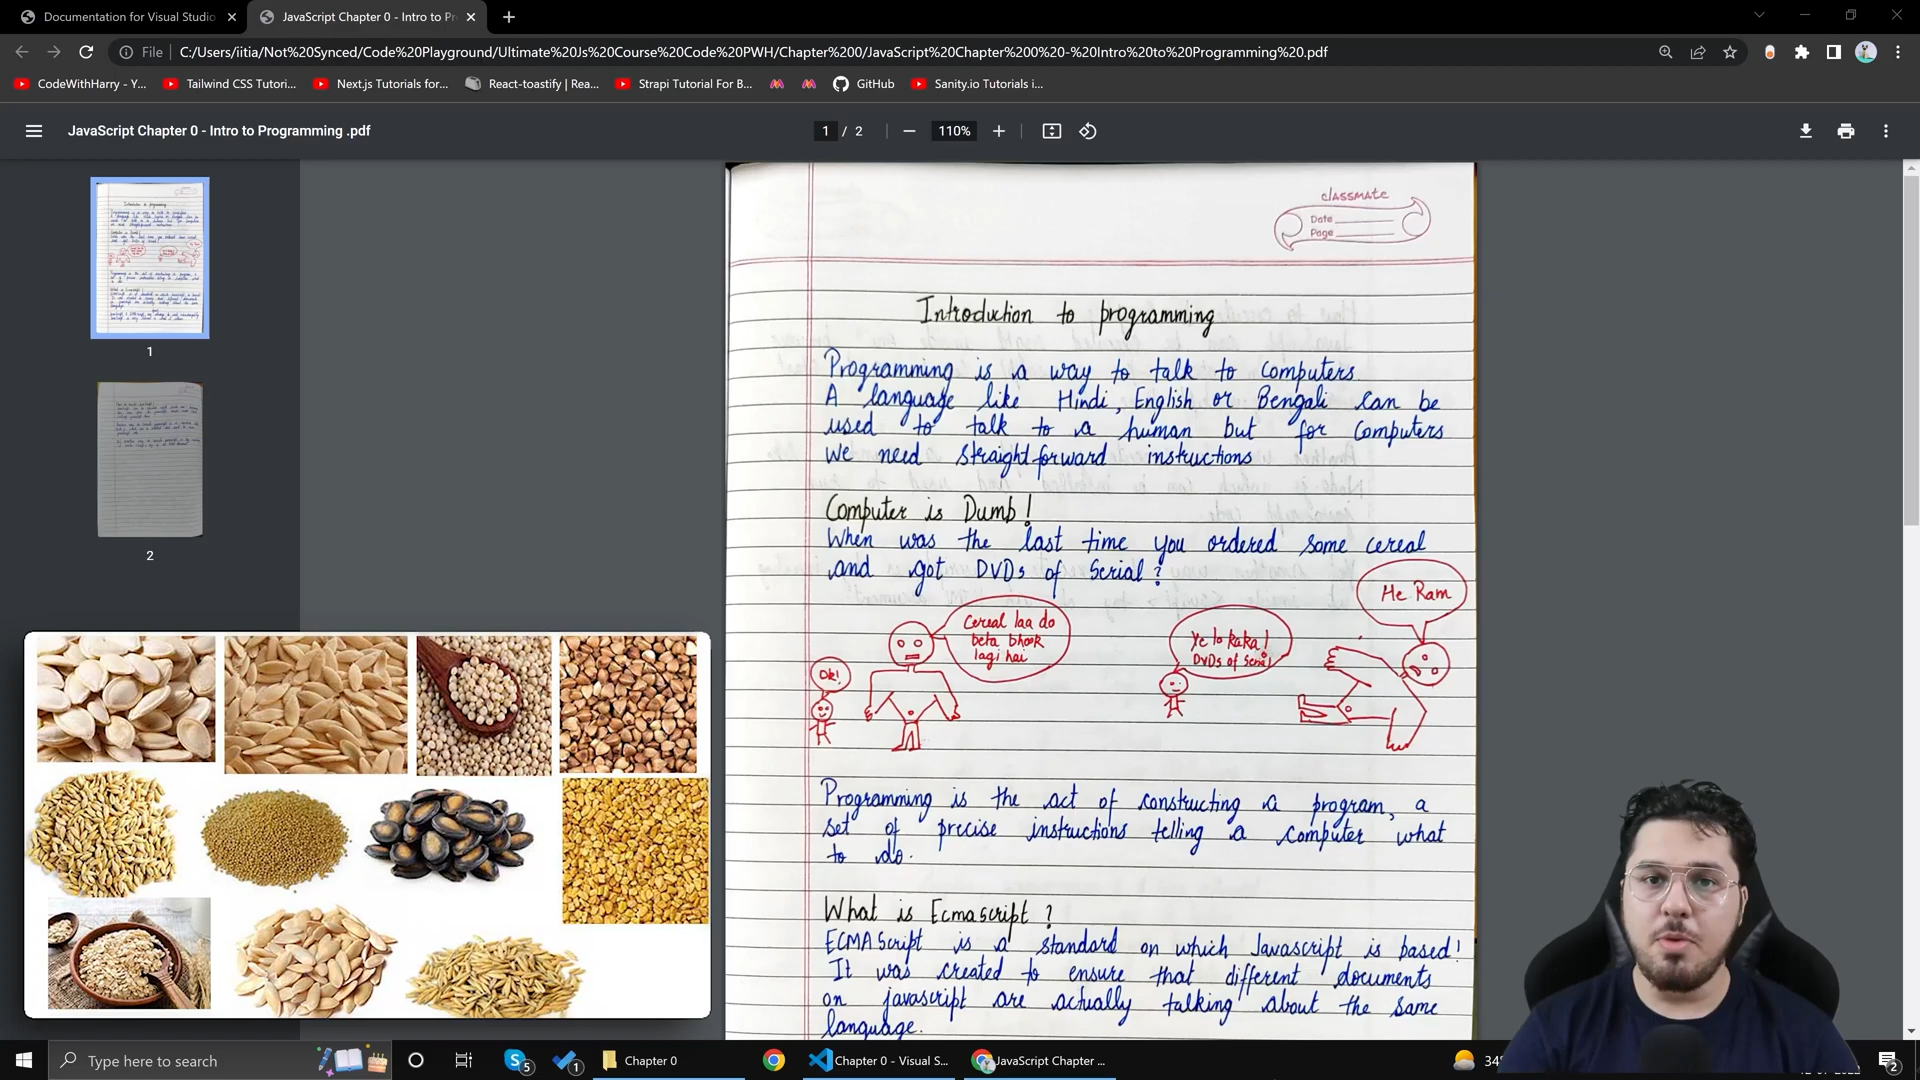 Documentation for Visual Studio
JavaScript Chapter 0 - Intro to Pr
File
C:/Users/iitia/Not%20Synced/Code%20Playground/Ultimate%20Js%20Course%20Code%20PWH/Chapter%200/JavaScript%20Chapter%200%20-%20Intro%20to%20Programming%20.pdf
CodeWithHarry - Y...
Tailwind CSS Tutori...
Next.js Tutorials for...
React-toastify | Rea...
Strapi Tutorial For B...
GitHub
Sanity.io Tutorials i...
JavaScript Chapter 0 - Intro to Programming .pdf
1 / 2
110%
1
2
classmate
Date
Page
Introduction to programming
Programming is a way to talk to computers.
A language like Hindi, English or Bengali can be
used to talk to a human but for computers
we need straightforward instructions
Computer is Dumb!
When was the last time you ordered some cereal
and got DVDs of Serial?
He Ram
Cereal laa do
beta bhook
lagi hai
Ye lo kaka!
DVDs of Serial
Ok!
Programming is the act of constructing a program, a
set of precise instructions telling a computer what
to do.
What is Ecmascript ?
ECMAScript is a standard on which Javascript is based!
It was created to ensure that different documents
on javascript are actually talking about the same
language.
Type here to search
5
1
Chapter 0
Chapter 0 - Visual S...
JavaScript Chapter ...
34°
2